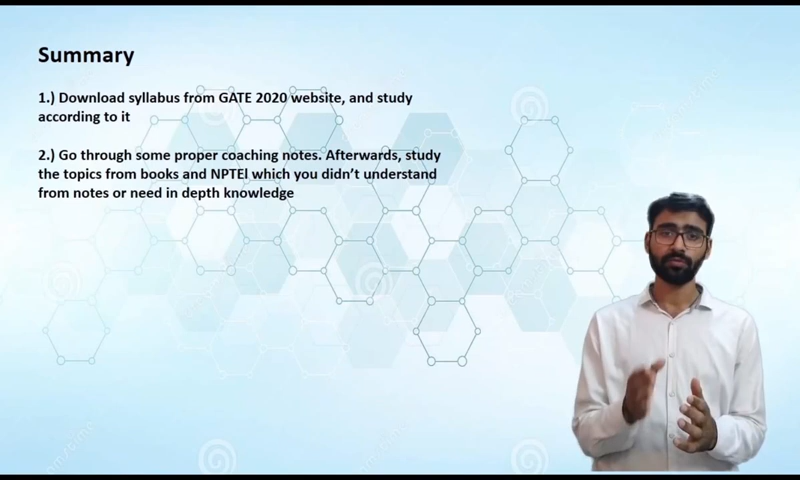 Summary
1.) Download syllabus from GATE 2020 website, and study
according to it
2.) Go through some proper coaching notes. Afterwards, study
the topics from books and NPTEl which you didn't understand
from notes or need in depth knowledge